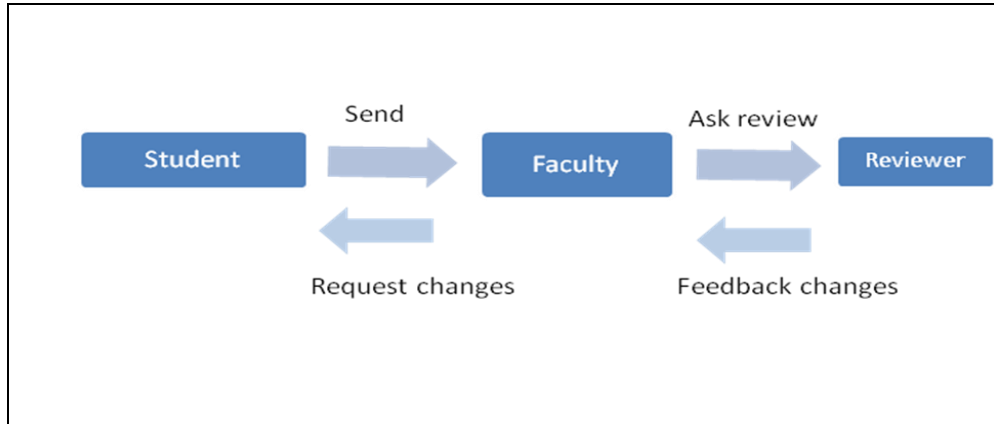 Send
Ask review
Student
Faculty
Reviewer
Request changes
Feedback changes